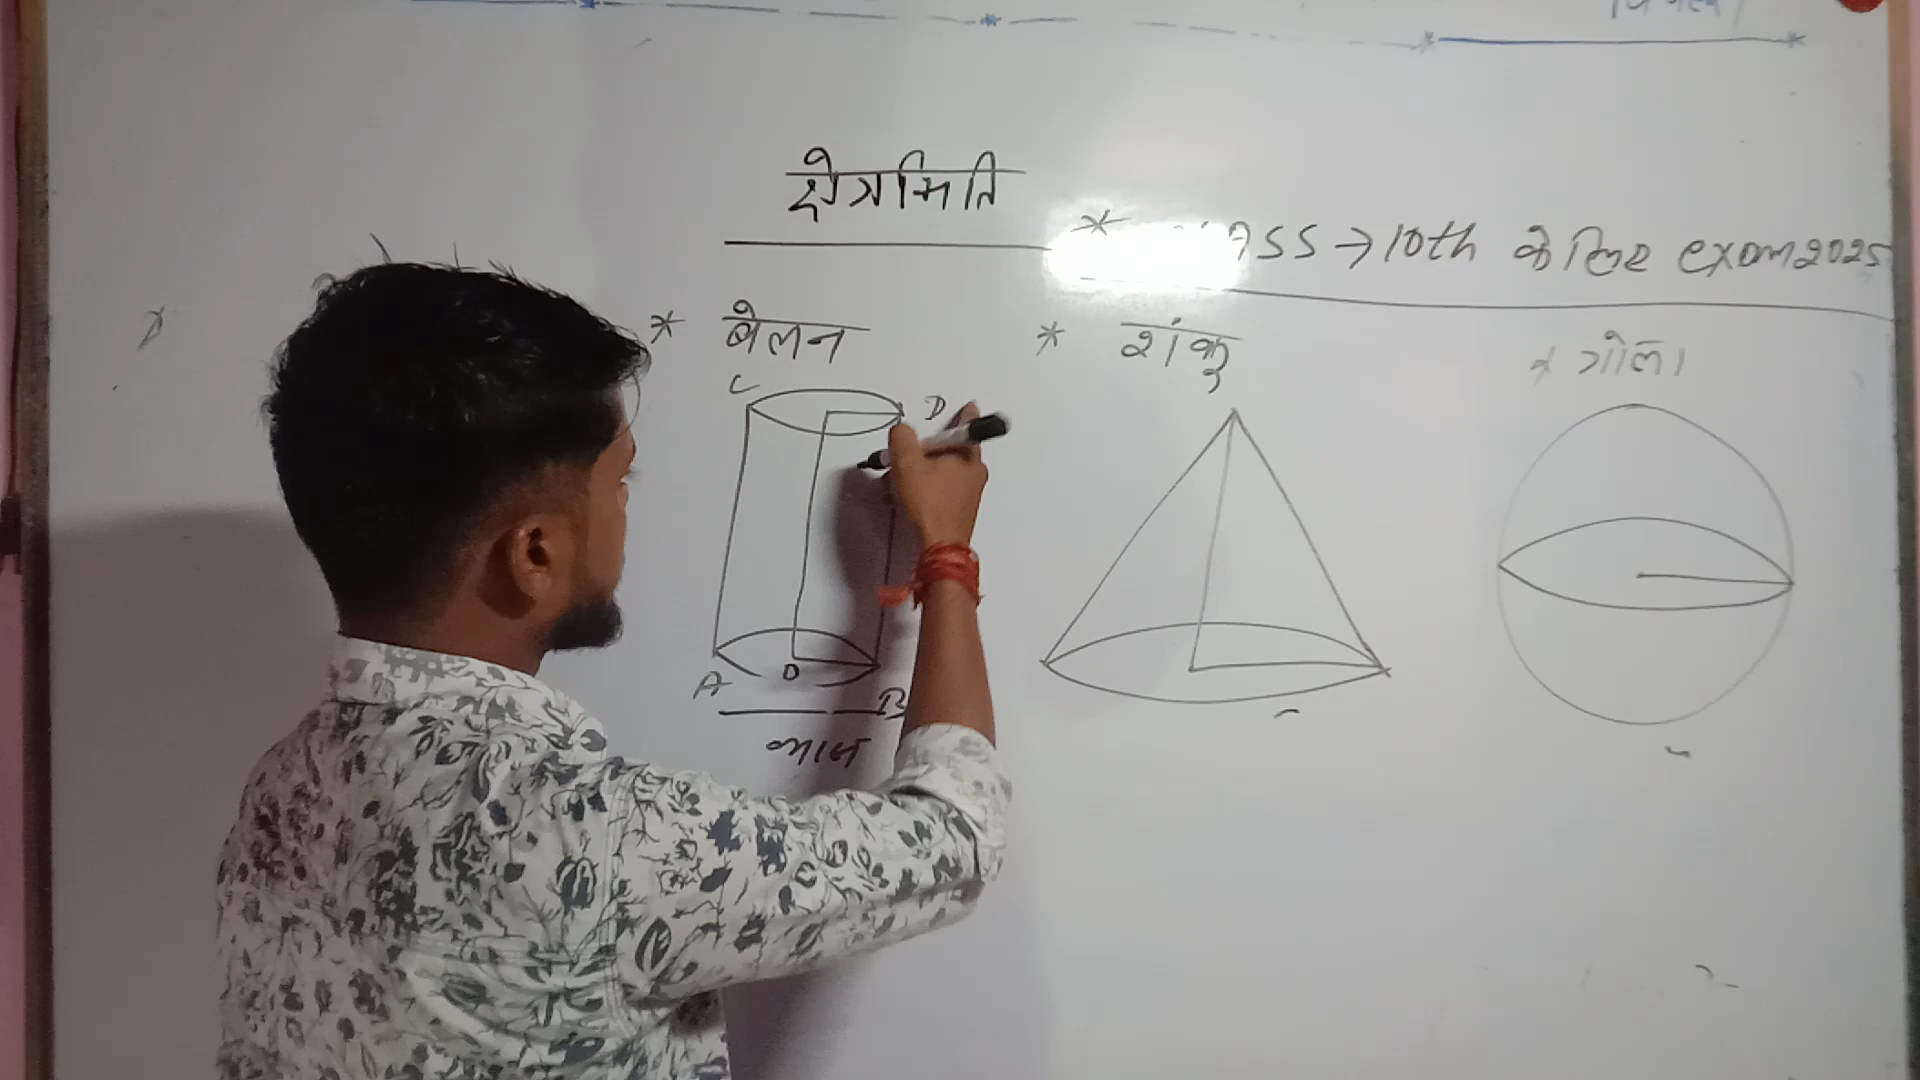 क्षेत्रमिति
* ass → 10th के लिए exam 2025
* बेलन
* शंकु
* गोला
C
D
A
O
B
व्यास